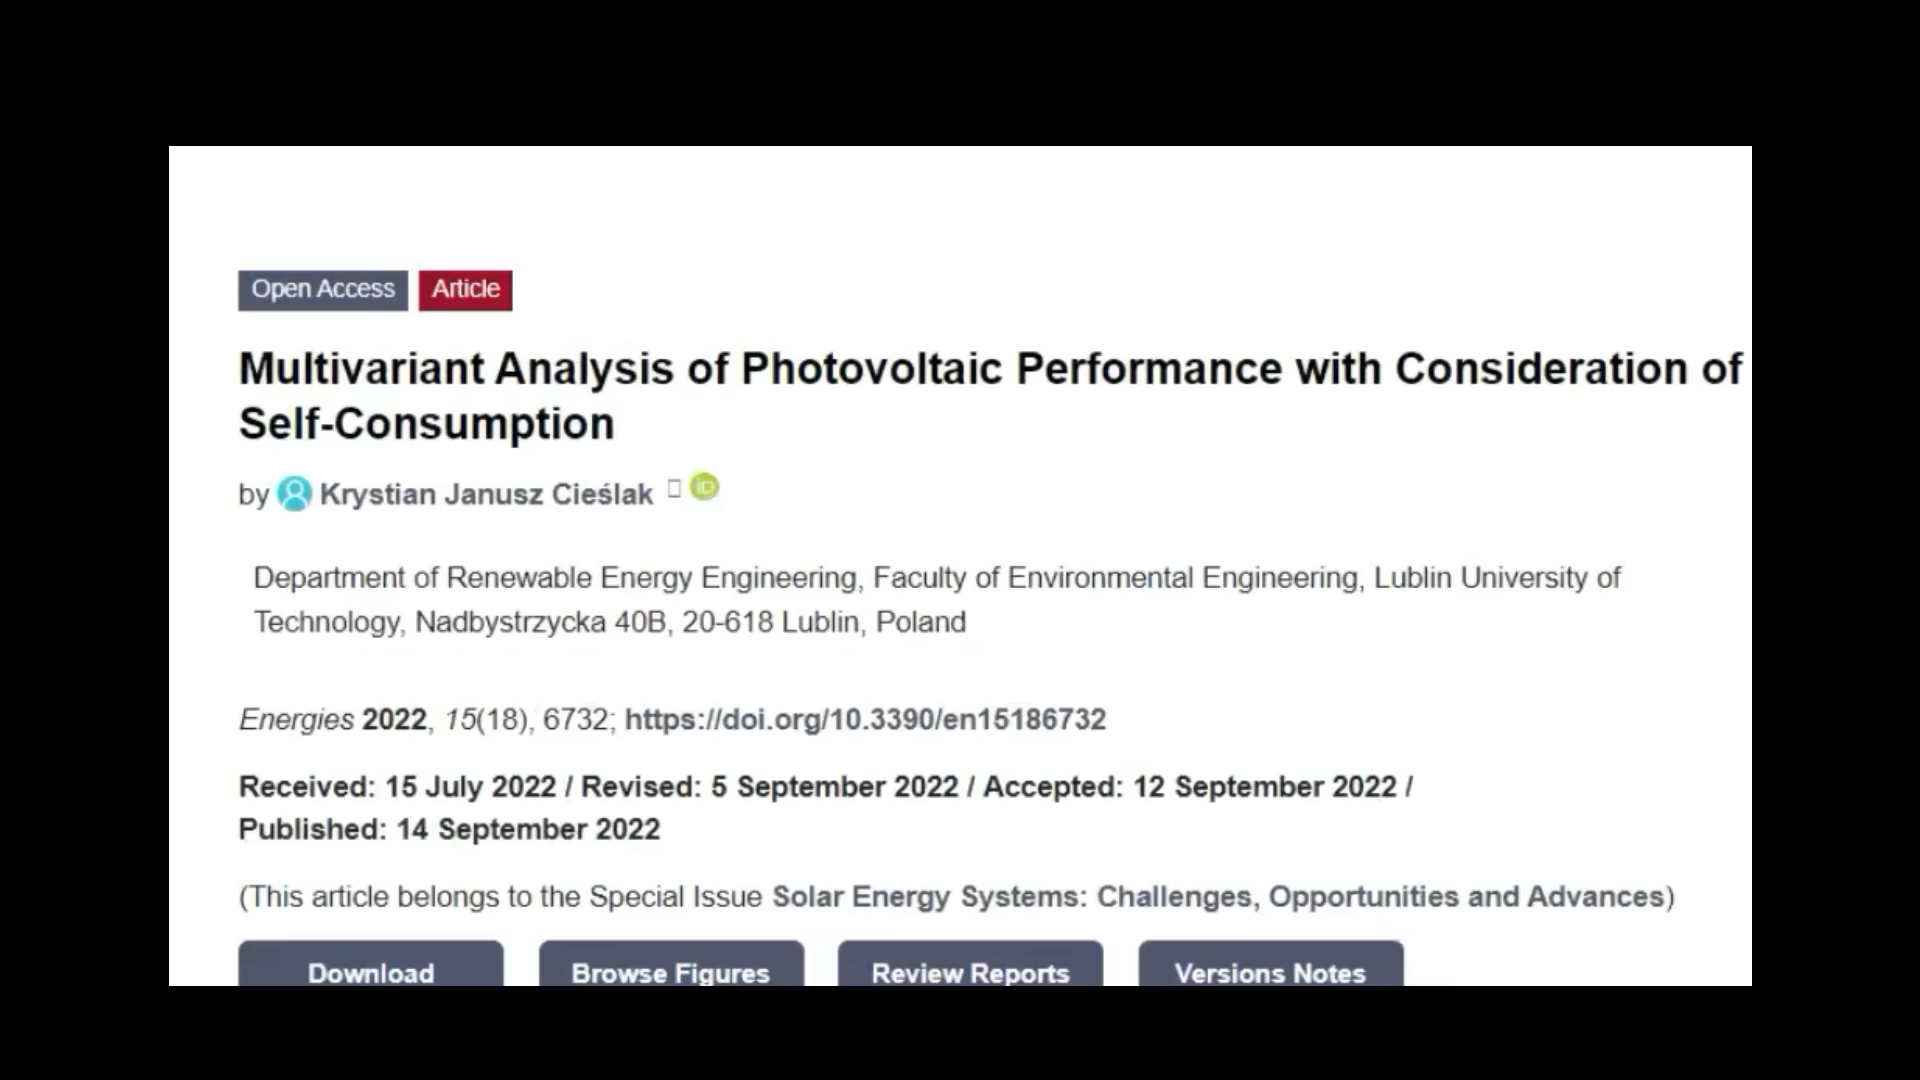 Open Access Article
Multivariant Analysis of Photovoltaic Performance with Consideration of
Self-Consumption
by Krystian Janusz Cieślak iD
Department of Renewable Energy Engineering, Faculty of Environmental Engineering, Lublin University of
Technology, Nadbystrzycka 40B, 20-618 Lublin, Poland
Energies 2022, 15(18), 6732; https://doi.org/10.3390/en15186732
Received: 15 July 2022 / Revised: 5 September 2022 / Accepted: 12 September 2022 /
Published: 14 September 2022
(This article belongs to the Special Issue Solar Energy Systems: Challenges, Opportunities and Advances)
Download Browse Figures Review Reports Versions Notes